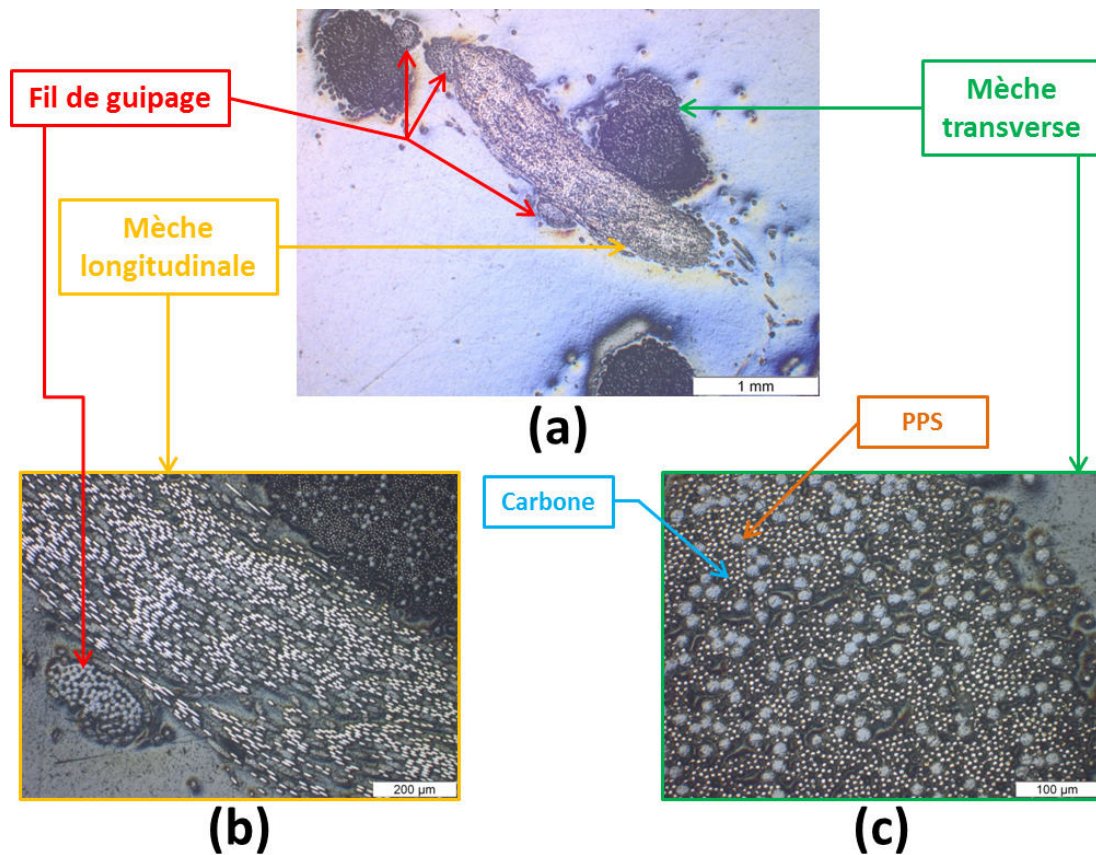 Fil de guipage
Mèche
transverse
Mèche
longitudinale
1 mm
(a)
PPS
Carbone
200 µm
100 µm
(b)
(c)